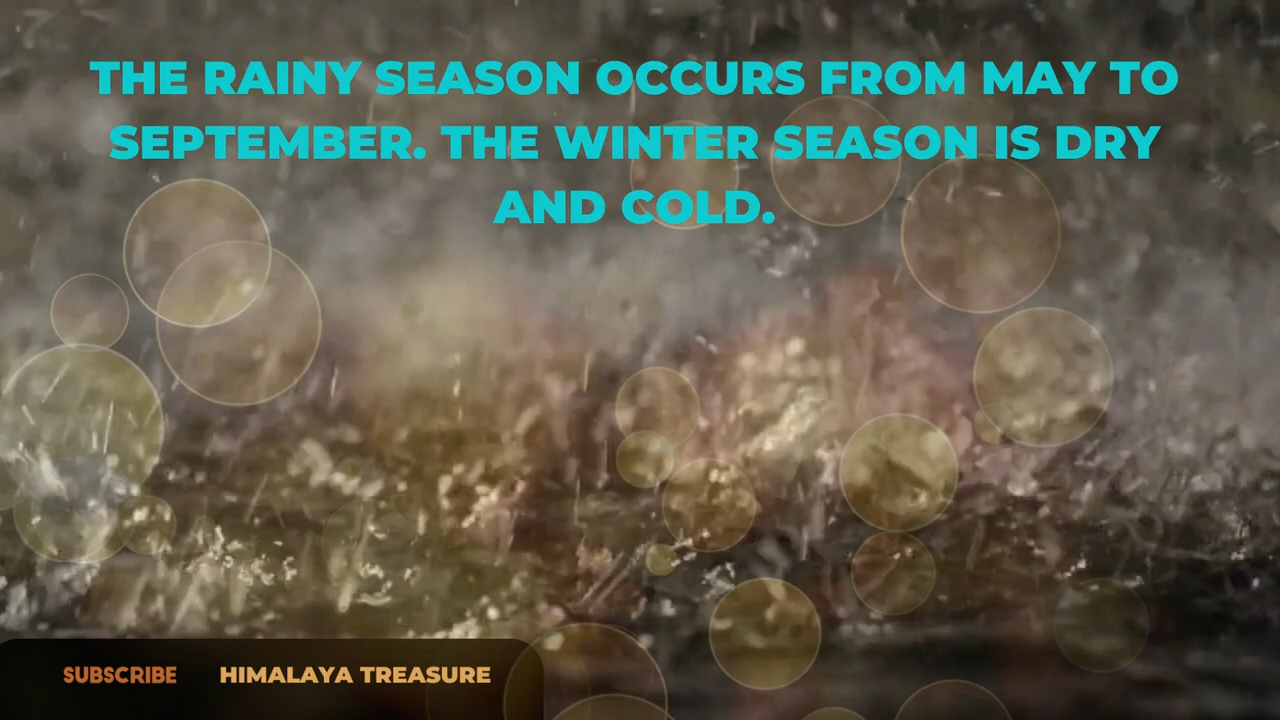 THE RAINY SEASON OCCURS FROM MAY TO
SEPTEMBER. THE WINTER SEASON IS DRY
AND COLD.
SUBSCRIBE HIMALAYA TREASURE